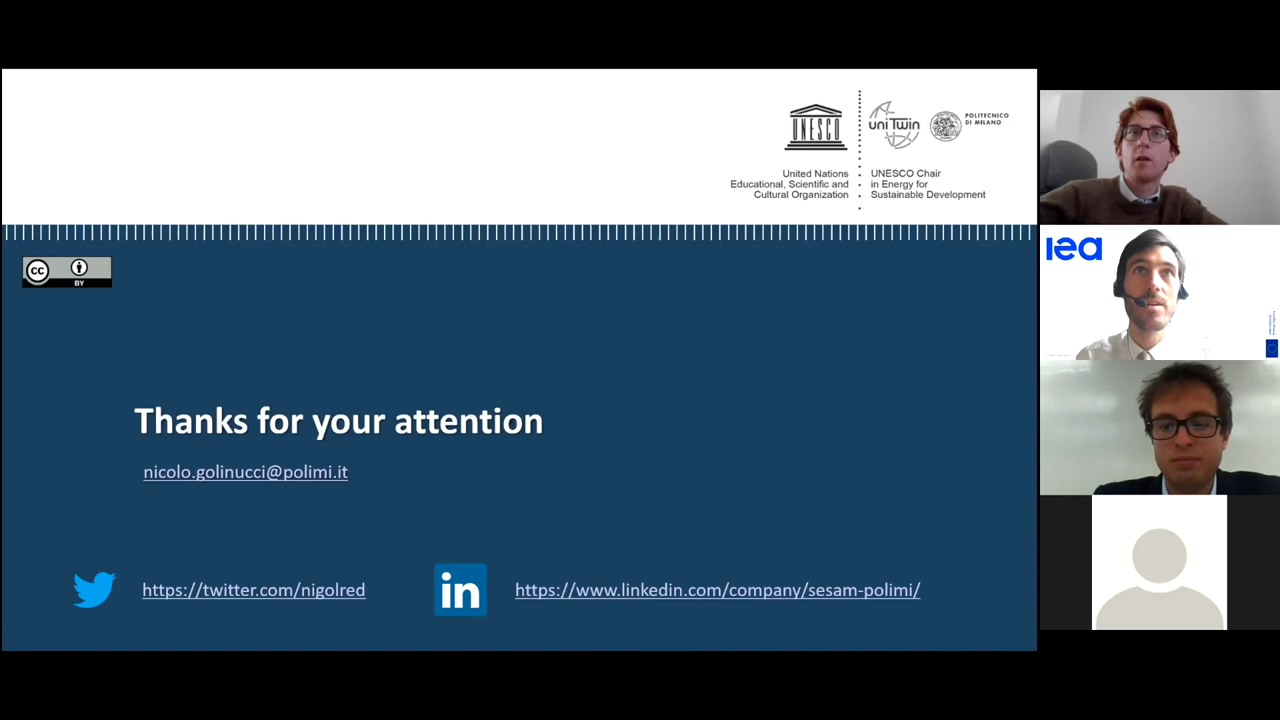 UNESCO
uniTwin
POLITECNICO
DI MILANO
United Nations
Educational, Scientific and
Cultural Organization
UNESCO Chair
in Energy for
Sustainable Development
iea
cc
BY
Thanks for your attention
nicolo.golinucci@polimi.it
https://twitter.com/nigolred
in
https://www.linkedin.com/company/sesam-polimi/